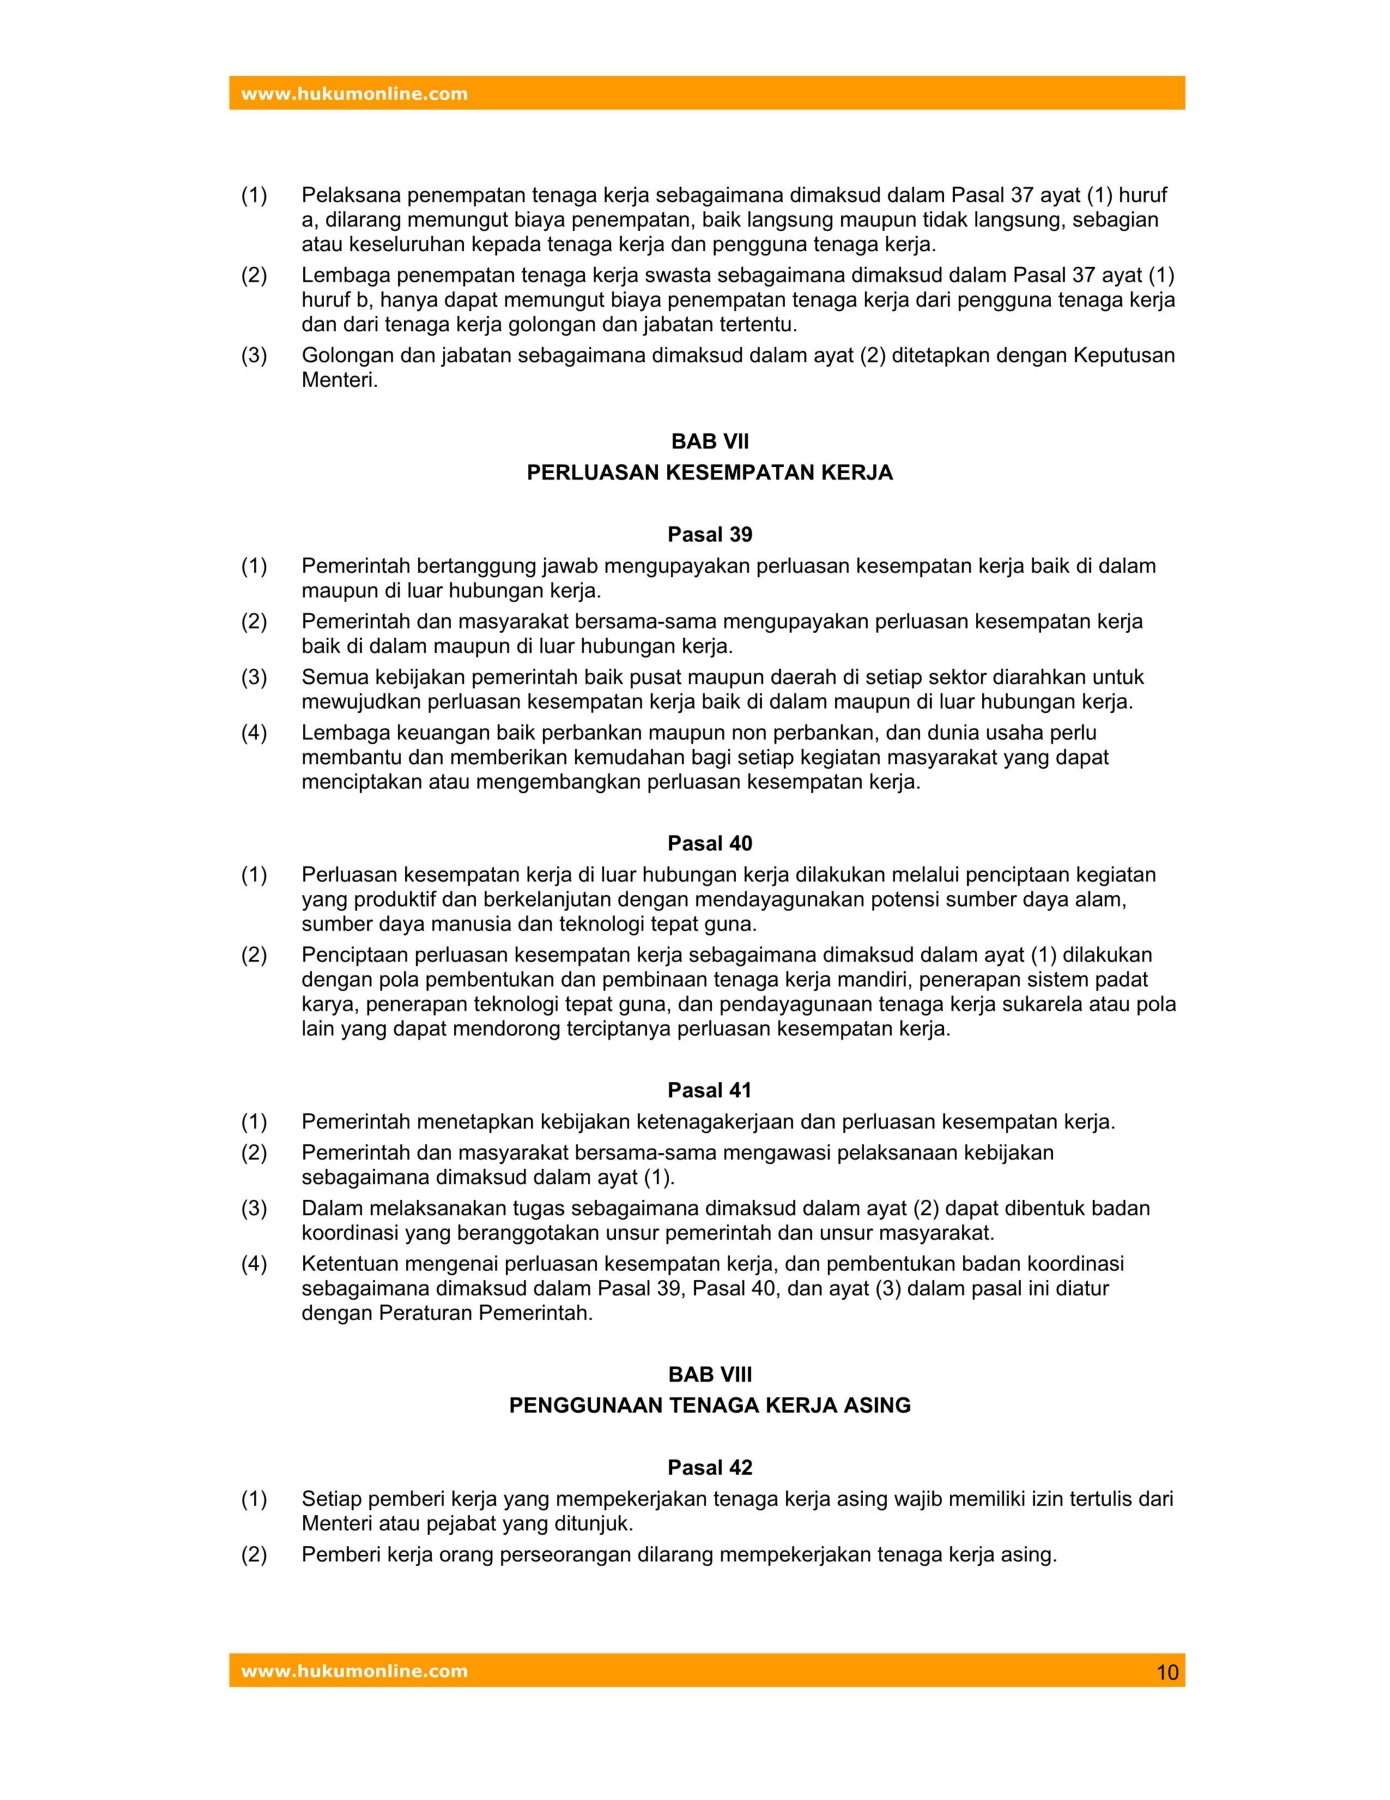 www.hukumonline.com
(1) Pelaksana penempatan tenaga kerja sebagaimana dimaksud dalam Pasal 37 ayat (1) huruf
a, dilarang memungut biaya penempatan, baik langsung maupun tidak langsung, sebagian
atau keseluruhan kepada tenaga kerja dan pengguna tenaga kerja.
(2) Lembaga penempatan tenaga kerja swasta sebagaimana dimaksud dalam Pasal 37 ayat (1)
huruf b, hanya dapat memungut biaya penempatan tenaga kerja dari pengguna tenaga kerja
dan dari tenaga kerja golongan dan jabatan tertentu.
(3) Golongan dan jabatan sebagaimana dimaksud dalam ayat (2) ditetapkan dengan Keputusan
Menteri.
BAB VII
PERLUASAN KESEMPATAN KERJA
Pasal 39
(1) Pemerintah bertanggung jawab mengupayakan perluasan kesempatan kerja baik di dalam
maupun di luar hubungan kerja.
(2) Pemerintah dan masyarakat bersama-sama mengupayakan perluasan kesempatan kerja
baik di dalam maupun di luar hubungan kerja.
(3) Semua kebijakan pemerintah baik pusat maupun daerah di setiap sektor diarahkan untuk
mewujudkan perluasan kesempatan kerja baik di dalam maupun di luar hubungan kerja.
(4) Lembaga keuangan baik perbankan maupun non perbankan, dan dunia usaha perlu
membantu dan memberikan kemudahan bagi setiap kegiatan masyarakat yang dapat
menciptakan atau mengembangkan perluasan kesempatan kerja.
Pasal 40
(1) Perluasan kesempatan kerja di luar hubungan kerja dilakukan melalui penciptaan kegiatan
yang produktif dan berkelanjutan dengan mendayagunakan potensi sumber daya alam,
sumber daya manusia dan teknologi tepat guna.
(2) Penciptaan perluasan kesempatan kerja sebagaimana dimaksud dalam ayat (1) dilakukan
dengan pola pembentukan dan pembinaan tenaga kerja mandiri, penerapan sistem padat
karya, penerapan teknologi tepat guna, dan pendayagunaan tenaga kerja sukarela atau pola
lain yang dapat mendorong terciptanya perluasan kesempatan kerja.
Pasal 41
(1) Pemerintah menetapkan kebijakan ketenagakerjaan dan perluasan kesempatan kerja.
(2) Pemerintah dan masyarakat bersama-sama mengawasi pelaksanaan kebijakan
sebagaimana dimaksud dalam ayat (1).
(3) Dalam melaksanakan tugas sebagaimana dimaksud dalam ayat (2) dapat dibentuk badan
koordinasi yang beranggotakan unsur pemerintah dan unsur masyarakat.
(4) Ketentuan mengenai perluasan kesempatan kerja, dan pembentukan badan koordinasi
sebagaimana dimaksud dalam Pasal 39, Pasal 40, dan ayat (3) dalam pasal ini diatur
dengan Peraturan Pemerintah.
BAB VIII
PENGGUNAAN TENAGA KERJA ASING
Pasal 42
(1) Setiap pemberi kerja yang mempekerjakan tenaga kerja asing wajib memiliki izin tertulis dari
Menteri atau pejabat yang ditunjuk.
(2) Pemberi kerja orang perseorangan dilarang mempekerjakan tenaga kerja asing.
www.hukumonline.com 10